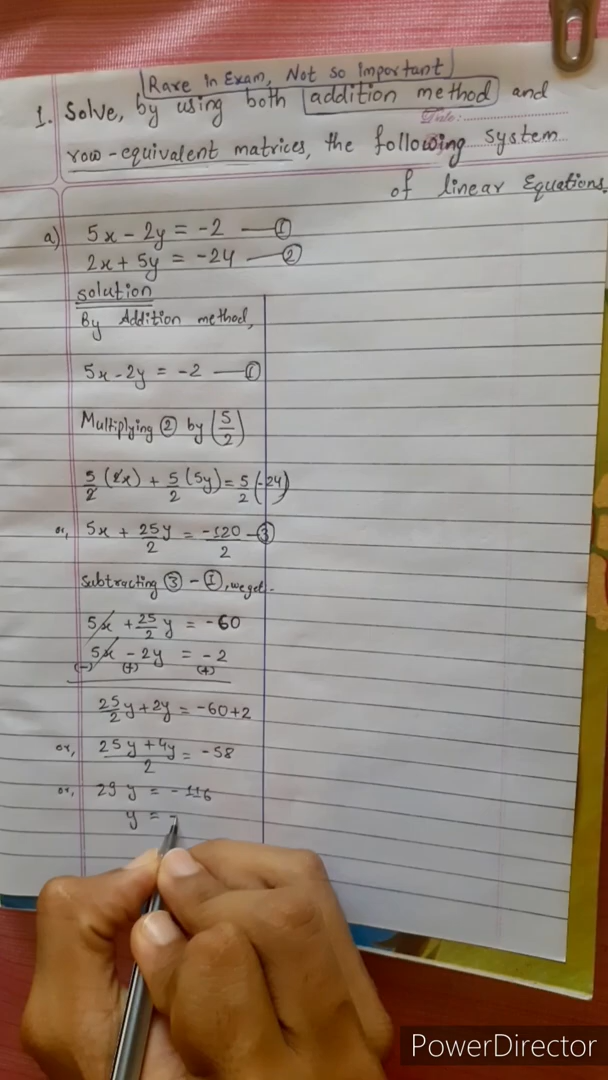 Rare in Exam, Not so important
1. Solve, by using both addition method and
row-equivalent matrices, the following system
of linear Equations.
a) 5x - 2y = -2 — ①
2x + 5y = -24 — ②
solution
By Addition method,
5x - 2y = -2 — ①
Multiplying ② by (5/2)
5/2 (2x) + 5/2 (5y) = 5/2 (-24)
or, 5x + 25y/2 = -120/2 — ③
Subtracting ③ - ①, we get.
5x + 25/2 y = -60
5x - 2y = -2
(-) (+) (+)
25/2 y + 2y = -60+2
or, 25y + 4y/2 = -58
or, 29 y = -116
y = -
PowerDirector